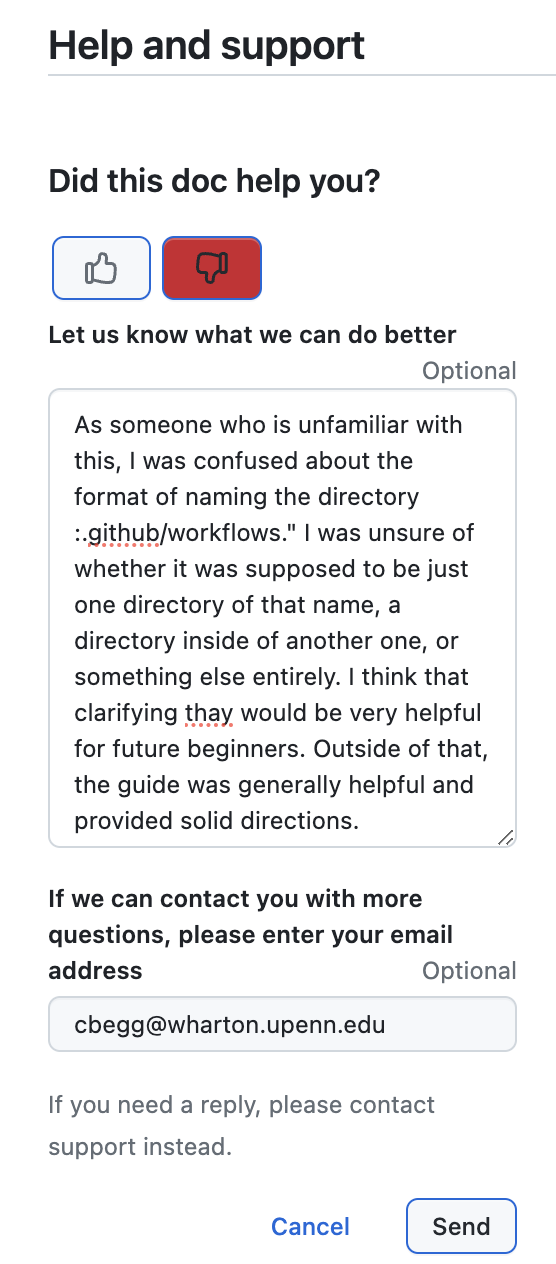 Help and support
Did this doc help you?
Let us know what we can do better
Optional
As someone who is unfamiliar with
this, I was confused about the
format of naming the directory
:.github/workflows." I was unsure of
whether it was supposed to be just
one directory of that name, a
directory inside of another one, or
something else entirely. I think that
clarifying thay would be very helpful
for future beginners. Outside of that,
the guide was generally helpful and
provided solid directions.
If we can contact you with more
questions, please enter your email
address
Optional
cbegg@wharton.upenn.edu
If you need a reply, please contact
support instead.
Cancel
Send